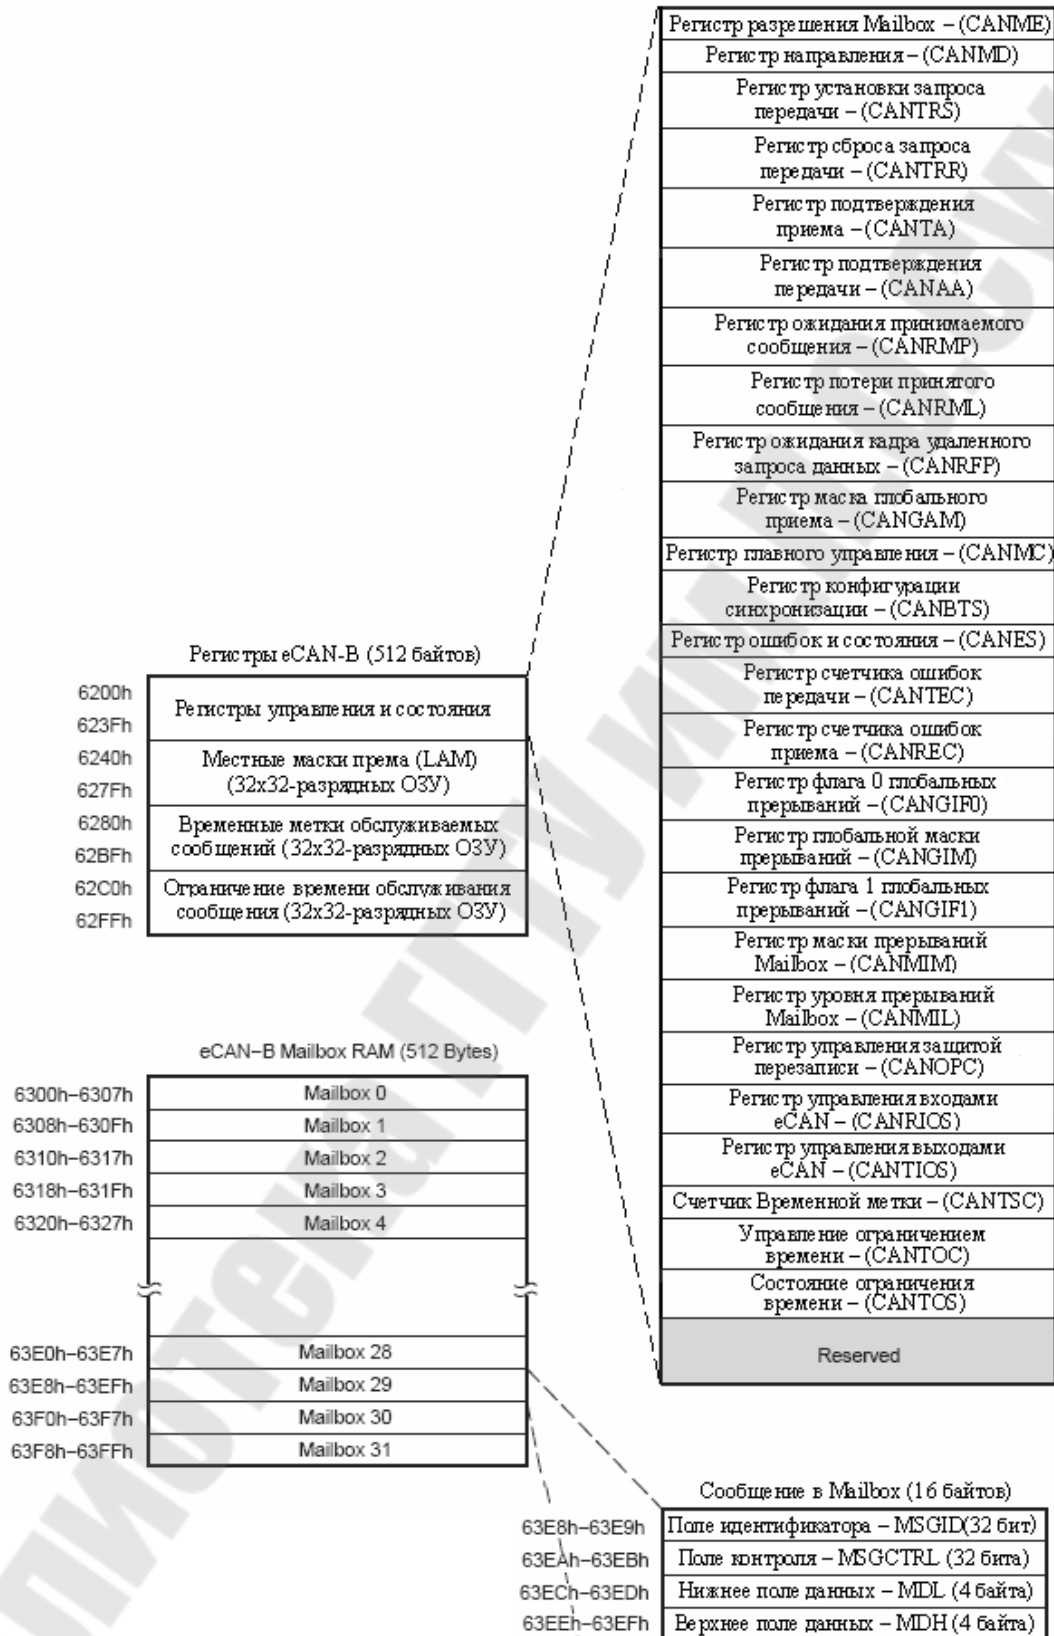 Регистр разрешения Mailbox – (CANME)
Регистр направления – (CANMD)
Регистр установки запроса
передачи – (CANTRS)
Регистр сброса запроса
передачи – (CANTRR)
Регистр подтверждения
приема – (CANTA)
Регистр подтверждения
передачи – (CANAA)
Регистр ожидания принимаемого
сообщения – (CANRMP)
Регистр потери принятого
сообщения – (CANRML)
Регистр ожидания кадра удаленного
запроса данных – (CANRFP)
Регистр маска глобального
приема – (CANGAM)
Регистр главного управления – (CANMC)
Регистр конфигурации
синхронизации – (CANBTS)
Регистр ошибок и состояния – (CANES)
Регистр счетчика ошибок
передачи – (CANTEC)
Регистр счетчика ошибок
приема – (CANREC)
Регистр флага 0 глобальных
прерываний – (CANGIF0)
Регистр глобальной маски
прерываний – (CANGIM)
Регистр флага 1 глобальных
прерываний – (CANGIF1)
Регистр маски прерываний
Mailbox – (CANMIM)
Регистр уровня прерываний
Mailbox – (CANMIL)
Регистр управления защитой
перезаписи – (CANOPC)
Регистр управления входами
eCAN – (CANRIOS)
Регистр управления выходами
eCAN – (CANTIOS)
Счетчик Временной метки – (CANTSC)
Управление ограничением
времени – (CANTOC)
Состояние ограничения
времени – (CANTOS)
Reserved
Регистры eCAN-B (512 байтов)
6200h
623Fh
Регистры управления и состояния
6240h
627Fh
Местные маски према (LAM)
(32x32-разрядных ОЗУ)
6280h
62BFh
Временные метки обслуживаемых
сообщений (32x32-разрядных ОЗУ)
62C0h
62FFh
Ограничение времени обслуживания
сообщения (32x32-разрядных ОЗУ)
eCAN–B Mailbox RAM (512 Bytes)
6300h–6307h Mailbox 0
6308h–630Fh Mailbox 1
6310h–6317h Mailbox 2
6318h–631Fh Mailbox 3
6320h–6327h Mailbox 4
63E0h–63E7h Mailbox 28
63E8h–63EFh Mailbox 29
63F0h–63F7h Mailbox 30
63F8h–63FFh Mailbox 31
Сообщение в Mailbox (16 байтов)
63E8h–63E9h Поле идентификатора – MSGID(32 бит)
63EAh–63EBh Поле контроля – MSGCTRL (32 бита)
63ECh–63EDh Нижнее поле данных – MDL (4 байта)
63EEh–63EFh Верхнее поле данных – MDH (4 байта)